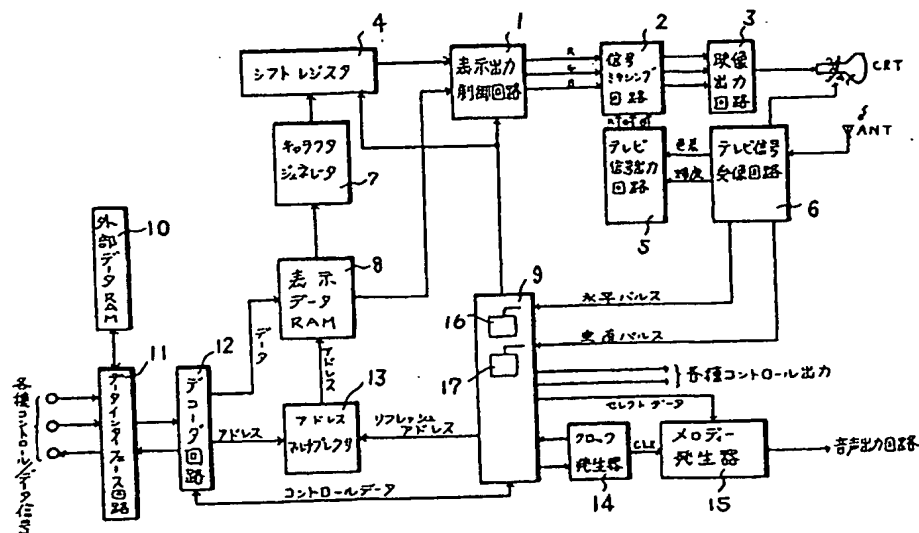 4
シフトレジスタ
1
表示出力
制御回路
R
G
B
2
信号
ミキシング
回路
3
映像
出力
回路
CRT
ANT
キャラクタ
ジェネレータ
7
テレビ信号
出力
回路
5
色差
輝度
テレビ信号
受像回路
6
外部データRAM
10
表示
データ
RAM
8
データ
アドレス
9
16
17
水平パルス
垂直パルス
各種コントロール出力
セレクトデータ
各種コントロール/データ信号
データインタフェース回路
11
デコーダ回路
12
アドレス
アドレス
マルチプレクサ
13
リフレッシュ
アドレス
コントロールデータ
クロック
発生器
14
CLK
メロディー
発生器
15
音声出力回路